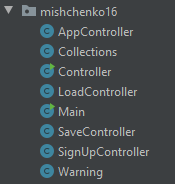 mishchenko16
AppController
Collections
Controller
LoadController
Main
SaveController
SignUpController
Warning